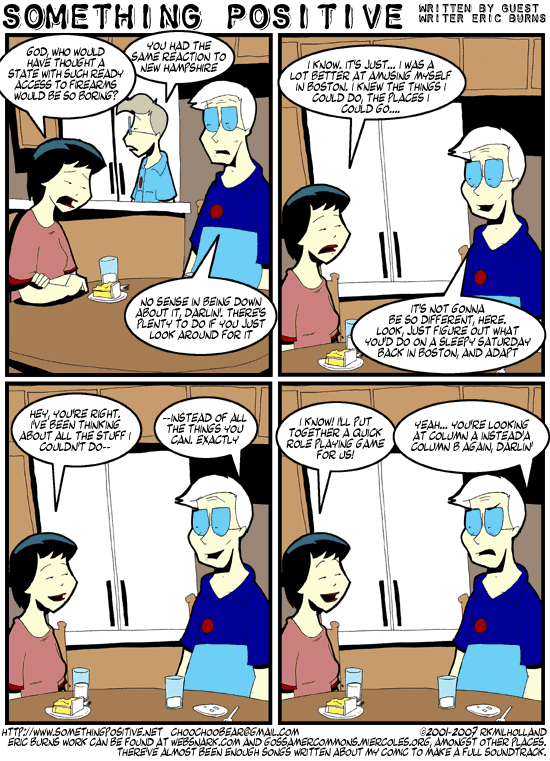 SOMETHING POSITIVE
WRITTEN BY GUEST
WRITER ERIC BURNS
GOD, WHO WOULD
HAVE THOUGHT A
STATE WITH SUCH READY
ACCESS TO FIREARMS
WOULD BE SO BORING?
YOU HAD THE
SAME REACTION TO
NEW HAMPSHIRE
NO SENSE IN BEING DOWN
ABOUT IT, DARLIN'. THERE'S
PLENTY TO DO IF YOU JUST
LOOK AROUND FOR IT
I KNOW. IT'S JUST... I WAS A
LOT BETTER AT AMUSING MYSELF
IN BOSTON. I KNEW THE THINGS I
COULD DO, THE PLACES I
COULD GO....
IT'S NOT GONNA
BE SO DIFFERENT, HERE.
LOOK, JUST FIGURE OUT WHAT
YOU'D DO ON A SLEEPY SATURDAY
BACK IN BOSTON, AND ADAPT
HEY, YOU'RE RIGHT.
I'VE BEEN THINKING
ABOUT ALL THE STUFF I
COULDN'T DO--
--INSTEAD OF ALL
THE THINGS YOU
CAN. EXACTLY
I KNOW! I'LL PUT
TOGETHER A QUICK
ROLE PLAYING GAME
FOR US!
YEAH... YOU'RE LOOKING
AT COLUMN A INSTEAD'A
COLUMN B AGAIN, DARLIN'
HTTP://WWW.SOMETHINGPOSITIVE.NET CHOOCHOOBEAR@GMAIL.COM ©2001-2007 RKMILHOLLAND
ERIC BURNS WORK CAN BE FOUND AT WEBSNARK.COM AND GOSSAMERCOMMONS.MIERCOLES.ORG, AMONGST OTHER PLACES.
THERE'VE ALMOST BEEN ENOUGH SONGS WRITTEN ABOUT MY COMIC TO MAKE A FULL SOUNDTRACK.